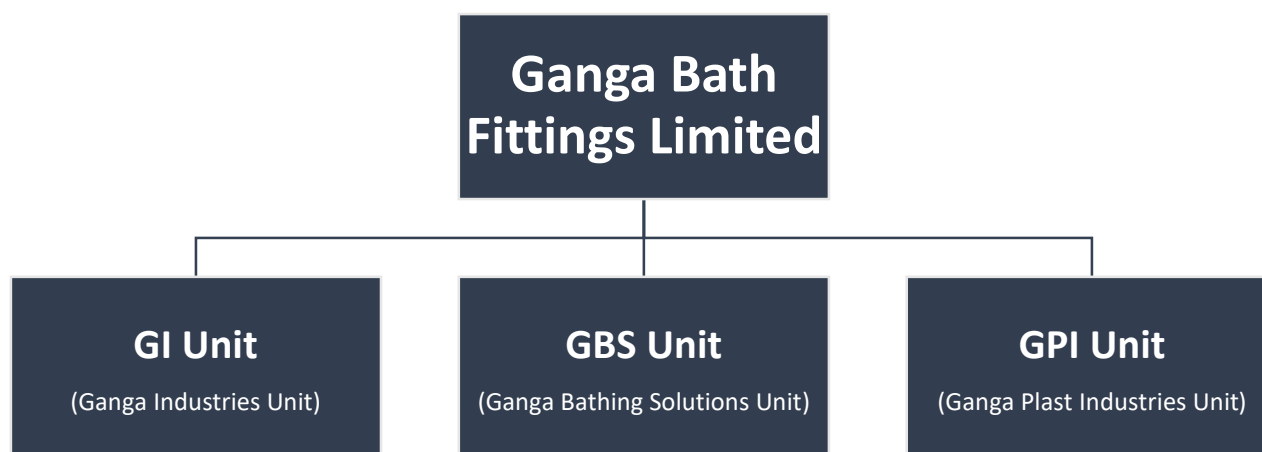 Ganga Bath
Fittings Limited
GI Unit
(Ganga Industries Unit)
GBS Unit
(Ganga Bathing Solutions Unit)
GPI Unit
(Ganga Plast Industries Unit)